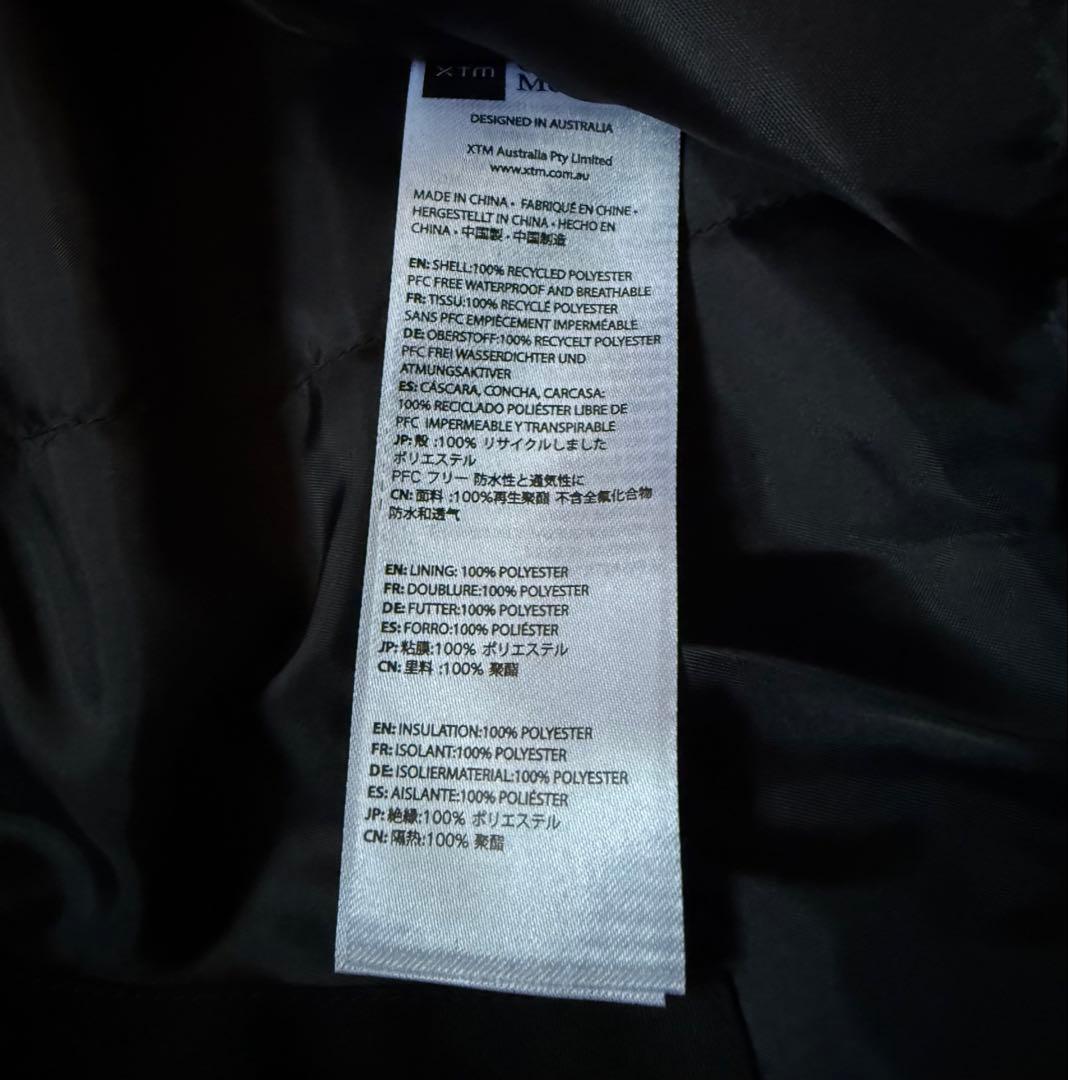 XTM
DESIGNED IN AUSTRALIA
XTM Australia Pty Limited
www.xtm.com.au
MADE IN CHINA • FABRIQUÉ EN CHINE •
HERGESTELLT IN CHINA • HECHO EN
CHINA • 中国製 • 中国制造
EN: SHELL:100% RECYCLED POLYESTER
PFC FREE WATERPROOF AND BREATHABLE
FR: TISSU:100% RECYCLÉ POLYESTER
SANS PFC EMPIÈCEMENT IMPERMÉABLE
DE: OBERSTOFF:100% RECYCELT POLYESTER
PFC FREI WASSERDICHTER UND
ATMUNGSAKTIVER
ES: CÁSCARA, CONCHA, CARCASA:
100% RECICLADO POLIÉSTER LIBRE DE
PFC IMPERMEABLE Y TRANSPIRABLE
JP: 殻 :100% リサイクルしました
ポリエステル
PFC フリー 防水性と通気性に
CN: 面料 :100%再生聚酯 不含全氟化合物
防水和透气
EN: LINING: 100% POLYESTER
FR: DOUBLURE:100% POLYESTER
DE: FUTTER:100% POLYESTER
ES: FORRO:100% POLIÉSTER
JP: 粘膜:100% ポリエステル
CN: 里料 :100% 聚酯
EN: INSULATION:100% POLYESTER
FR: ISOLANT:100% POLYESTER
DE: ISOLIERMATERIAL:100% POLYESTER
ES: AISLANTE:100% POLIÉSTER
JP: 絶縁:100% ポリエステル
CN: 隔热:100% 聚酯